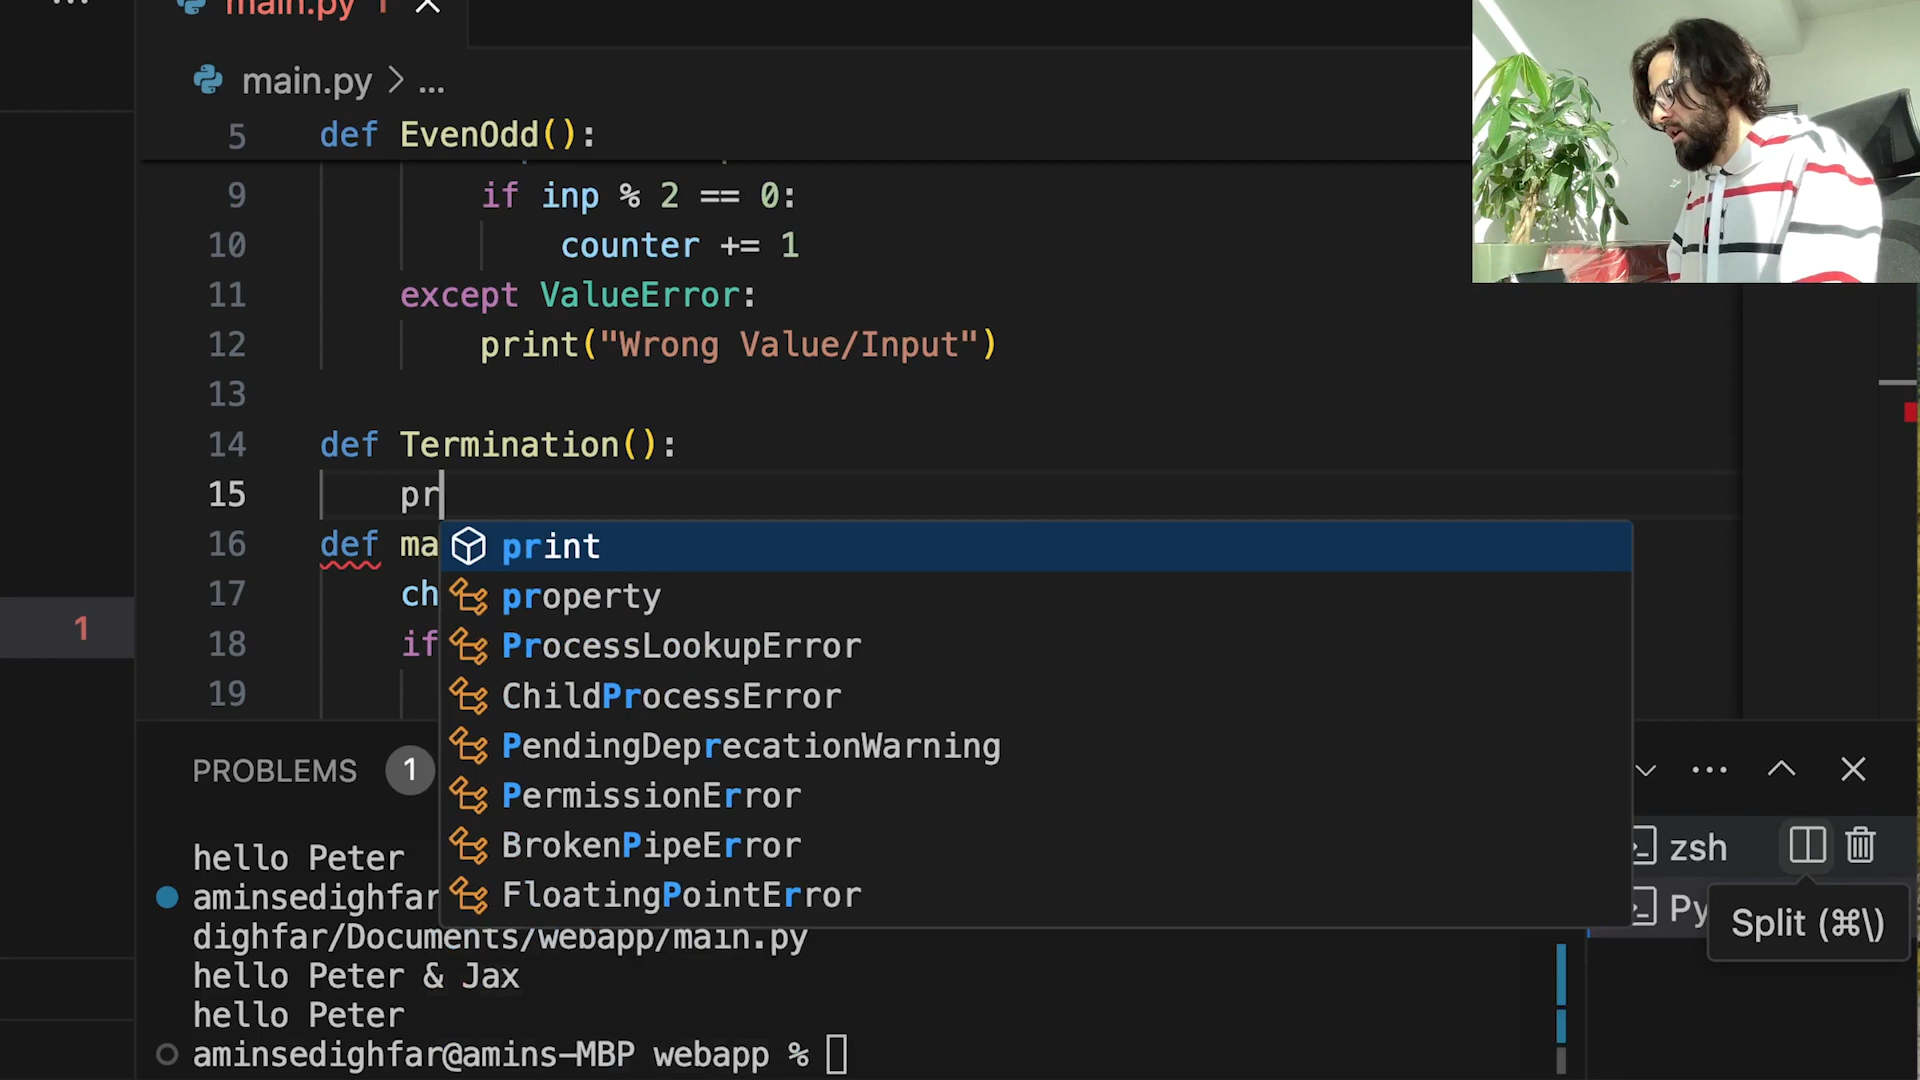 main.py 1
main.py > ...
5 def EvenOdd():
9 if inp % 2 == 0:
10 counter += 1
11 except ValueError:
12 print("Wrong Value/Input")
13
14 def Termination():
15 pr
16 def ma
17 ch
18 if
19
print
property
ProcessLookupError
ChildProcessError
PendingDeprecationWarning
PermissionError
BrokenPipeError
FloatingPointError
1
PROBLEMS 1
hello Peter
aminsedighfar
dighfar/Documents/webapp/main.py
hello Peter & Jax
hello Peter
aminsedighfar@amins-MBP webapp %
zsh
Py
Split (⌘\)